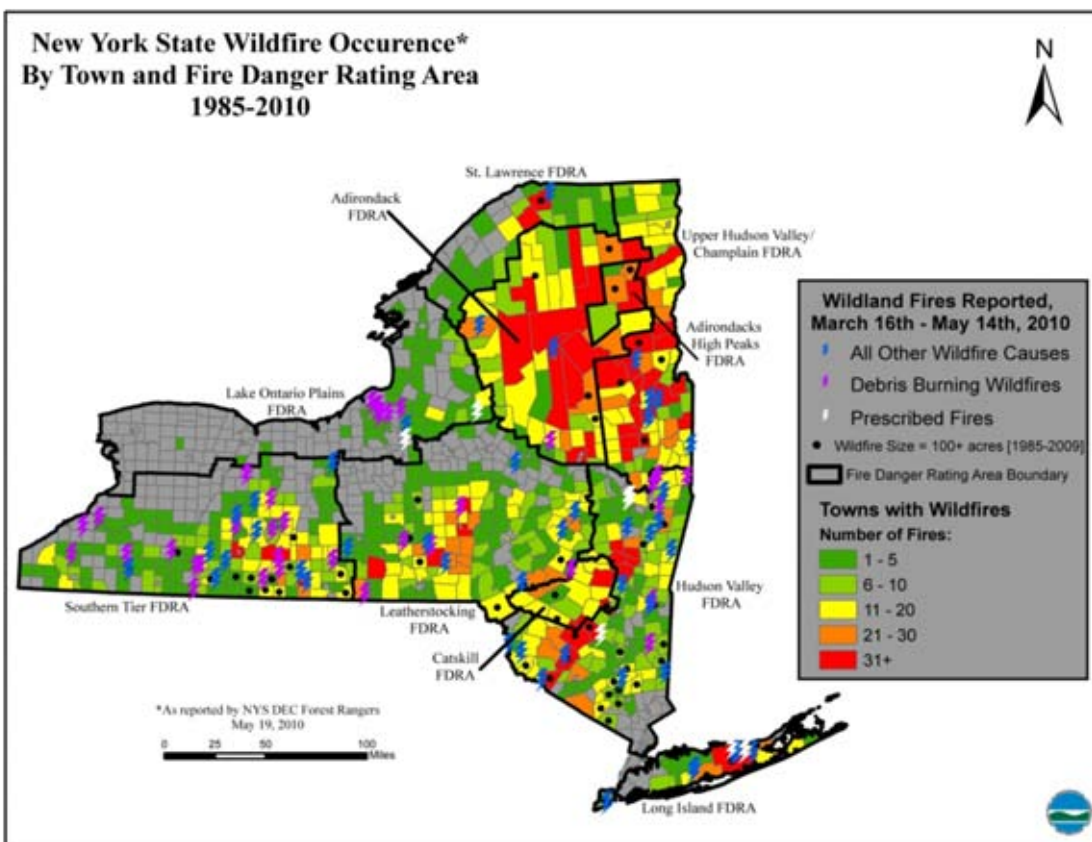 New York State Wildfire Occurence*
By Town and Fire Danger Rating Area
1985-2010
N
St. Lawrence FDRA
Adirondack
FDRA
Upper Hudson Valley/
Champlain FDRA
Adirondacks
High Peaks
FDRA
Lake Ontario Plains
FDRA
Southern Tier FDRA
Leatherstocking
FDRA
Catskill
FDRA
Hudson Valley
FDRA
Long Island FDRA
Wildland Fires Reported,
March 16th - May 14th, 2010
All Other Wildfire Causes
Debris Burning Wildfires
Prescribed Fires
Wildfire Size = 100+ acres [1985-2009]
Fire Danger Rating Area Boundary
Towns with Wildfires
Number of Fires:
1 - 5
6 - 10
11 - 20
21 - 30
31+
*As reported by NYS DEC Forest Rangers
May 19, 2010
0 25 50 100
Miles